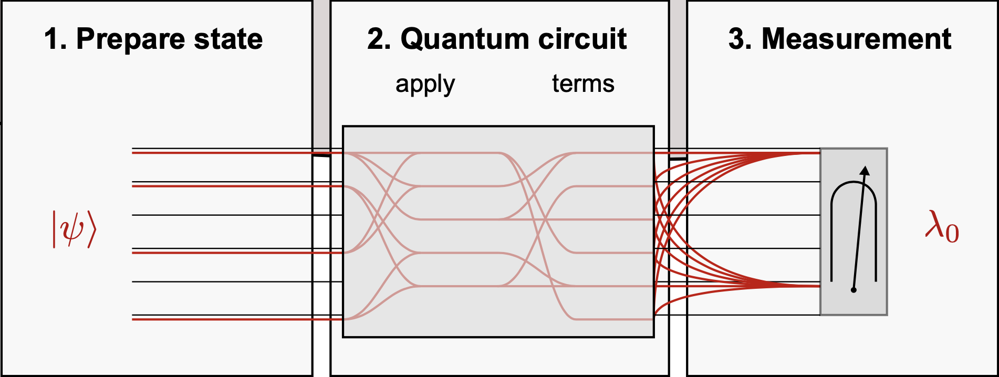 1. Prepare state
2. Quantum circuit
3. Measurement
apply terms
|ψ⟩
λ₀